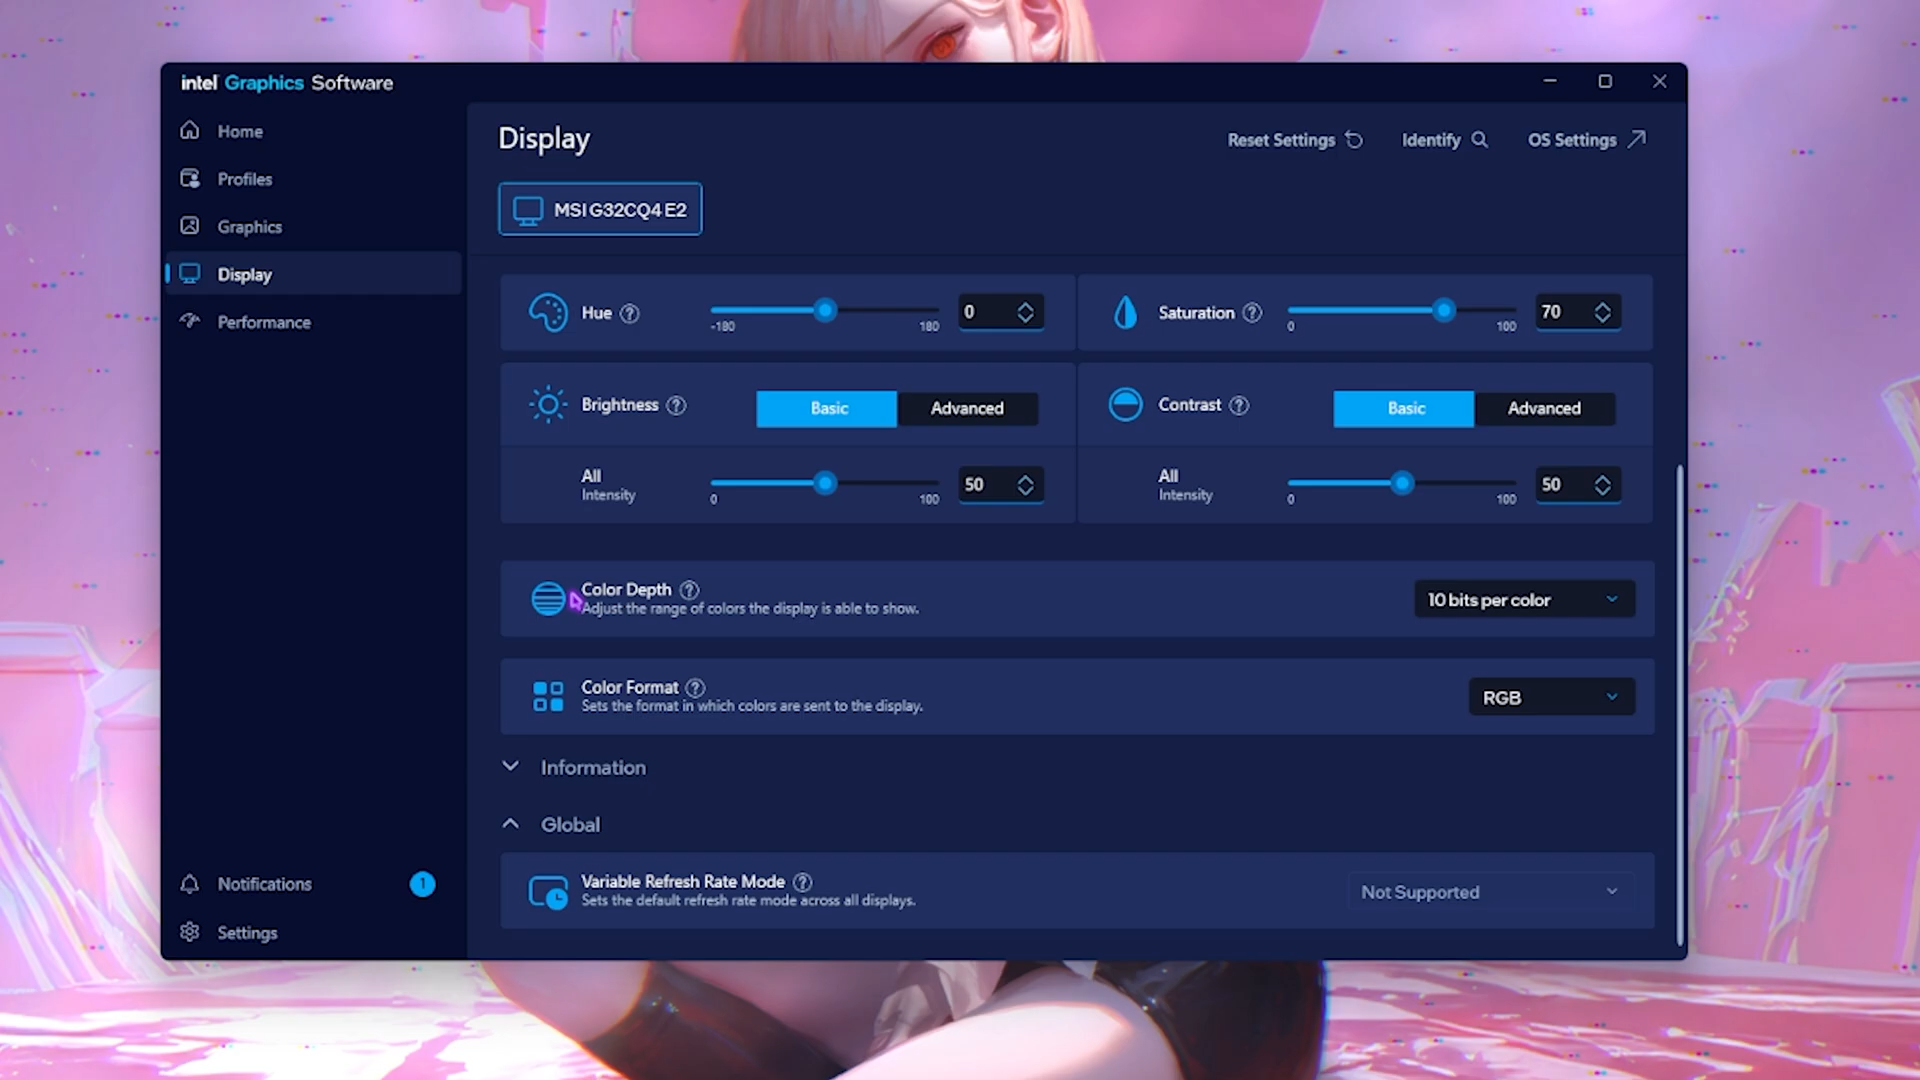 intel Graphics Software
Home
Profiles
Graphics
Display
Performance
Notifications 1
Settings
Display
Reset Settings
Identify
OS Settings
MSI G32CQ4 E2
Hue ?
-180
180
0
Saturation ?
0
100
70
Brightness ?
Basic
Advanced
Contrast ?
Basic
Advanced
All
Intensity
0
100
50
All
Intensity
0
100
50
Color Depth ?
Adjust the range of colors the display is able to show.
10 bits per color
Color Format ?
Sets the format in which colors are sent to the display.
RGB
Information
Global
Variable Refresh Rate Mode ?
Sets the default refresh rate mode across all displays.
Not Supported